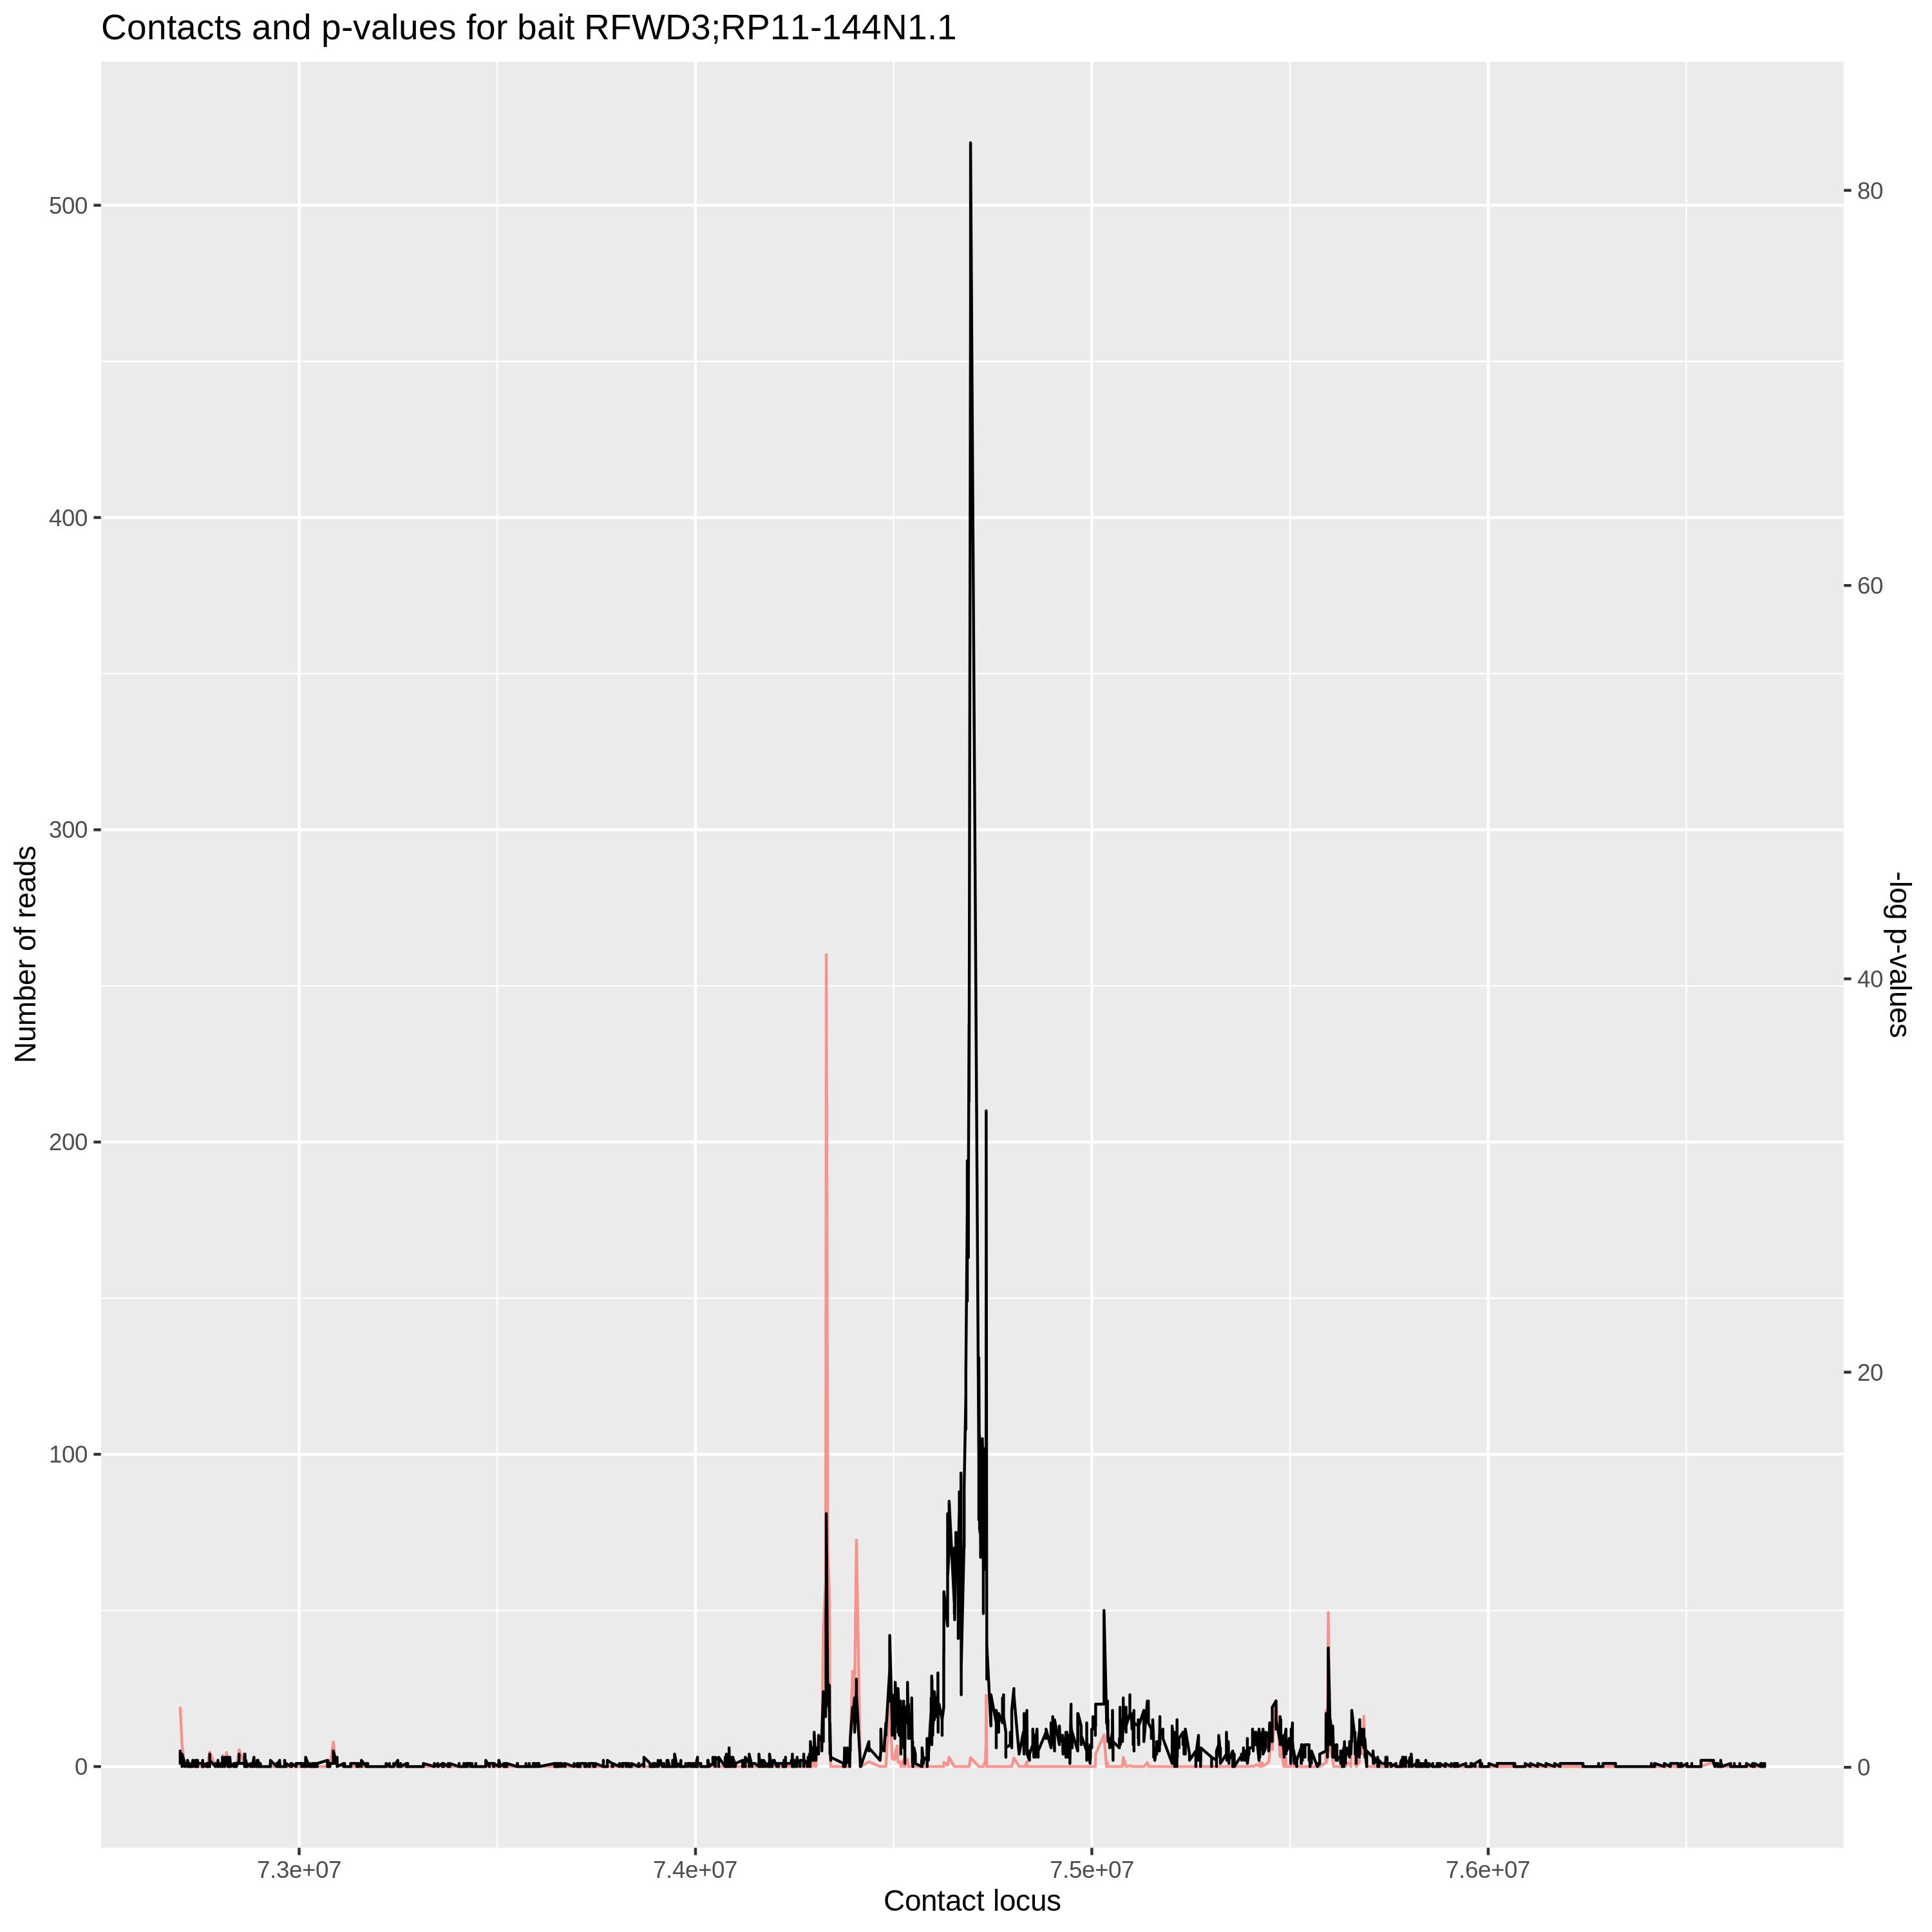 Contacts and p-values for bait RFWD3;RP11-144N1.1
500
400
300
200
100
0
Number of reads
80
60
40
20
0
-log p-values
7.3e+07
7.4e+07
7.5e+07
7.6e+07
Contact locus